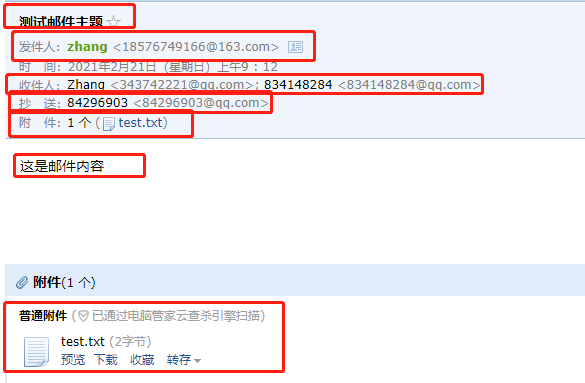 测试邮件主题
发件人：zhang <18576749166@163.com>
时　间：2021年2月21日（星期日）上午9：12
收件人：Zhang <343742221@qq.com>；834148284 <834148284@qq.com>
抄　送：84296903 <84296903@qq.com>
附　件：1 个 (test.txt)
这是邮件内容
附件(1 个)
普通附件 (已通过电脑管家云查杀引擎扫描)
test.txt (2字节)
预览 下载 收藏 转存